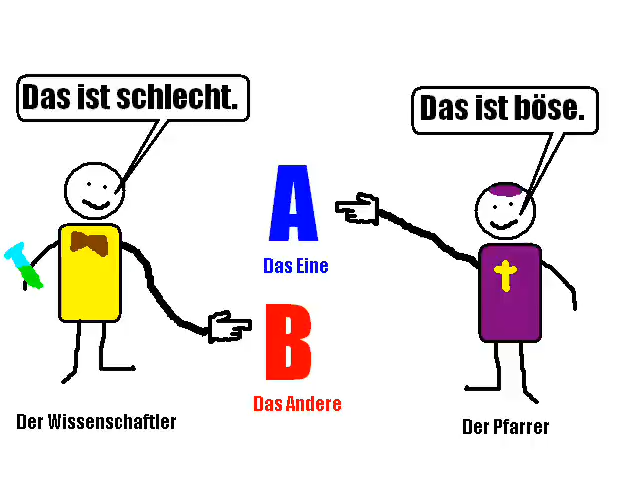 Das ist schlecht.
Das ist böse.
A
Das Eine
B
Das Andere
Der Wissenschaftler
Der Pfarrer